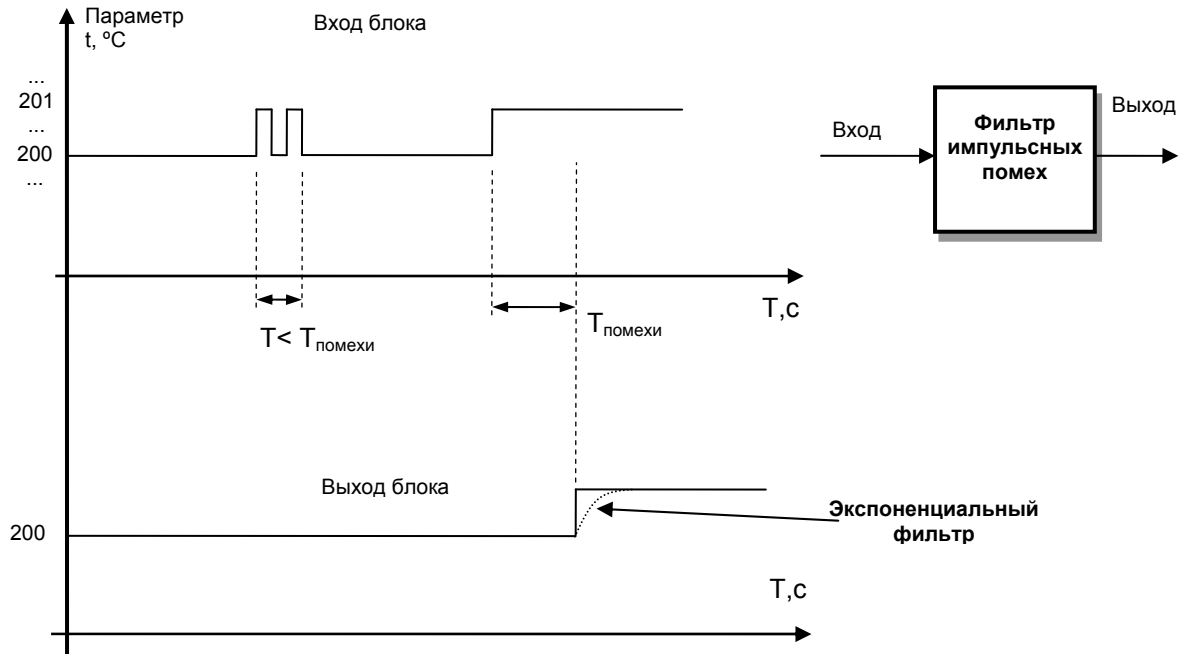 Параметр
t, ºC
Вход блока
...
201
...
200
...
Вход
Фильтр
импульсных
помех
Выход
T,c
T< Tпомехи
Tпомехи
Выход блока
200
Экспоненциальный
фильтр
T,c